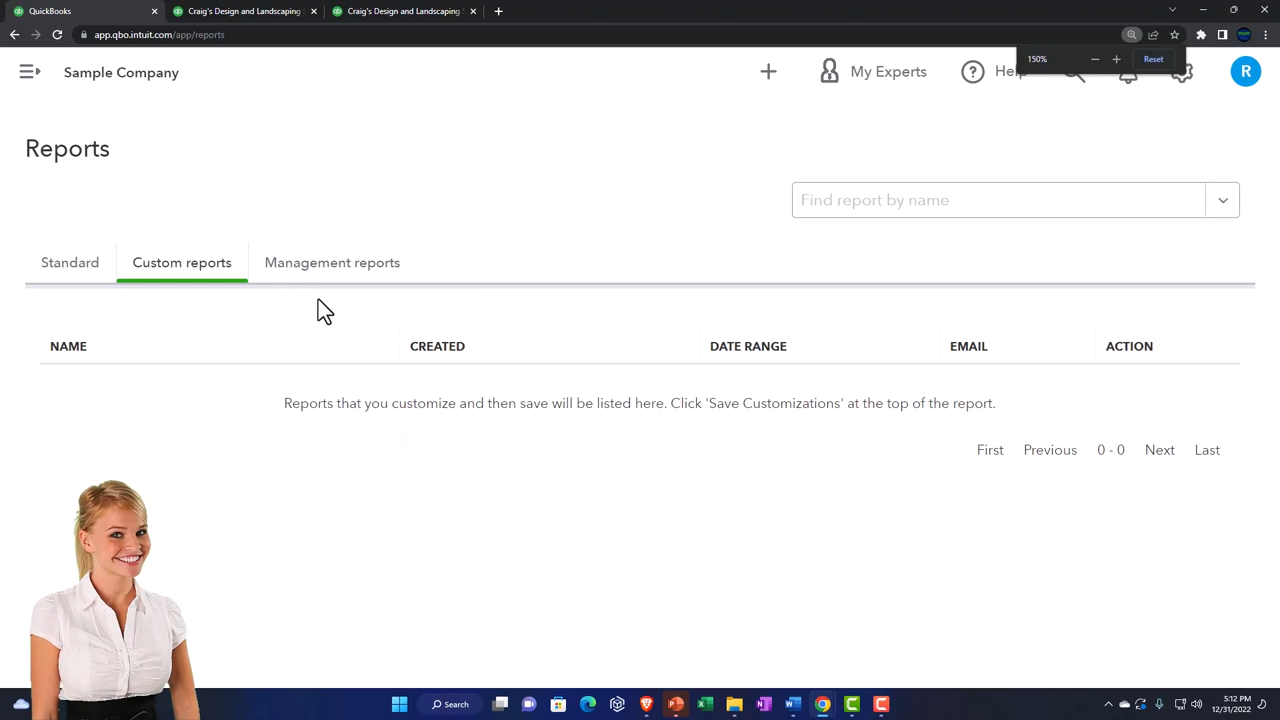 QuickBooks
Craig's Design and Landscaping S
Craig's Design and Landscaping S
app.qbo.intuit.com/app/reports
150%
Reset
Sample Company
My Experts
Help
R
Reports
Find report by name
Standard
Custom reports
Management reports
NAME CREATED DATE RANGE EMAIL ACTION
Reports that you customize and then save will be listed here. Click 'Save Customizations' at the top of the report.
First Previous 0 - 0 Next Last
Search
5:12 PM
12/31/2022